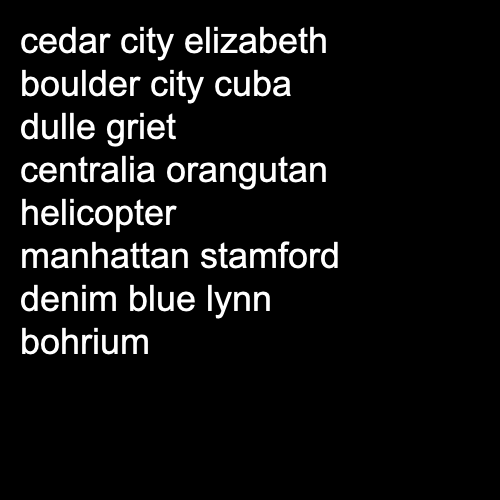 cedar city elizabeth
boulder city cuba
dulle griet
centralia orangutan
helicopter
manhattan stamford
denim blue lynn
bohrium